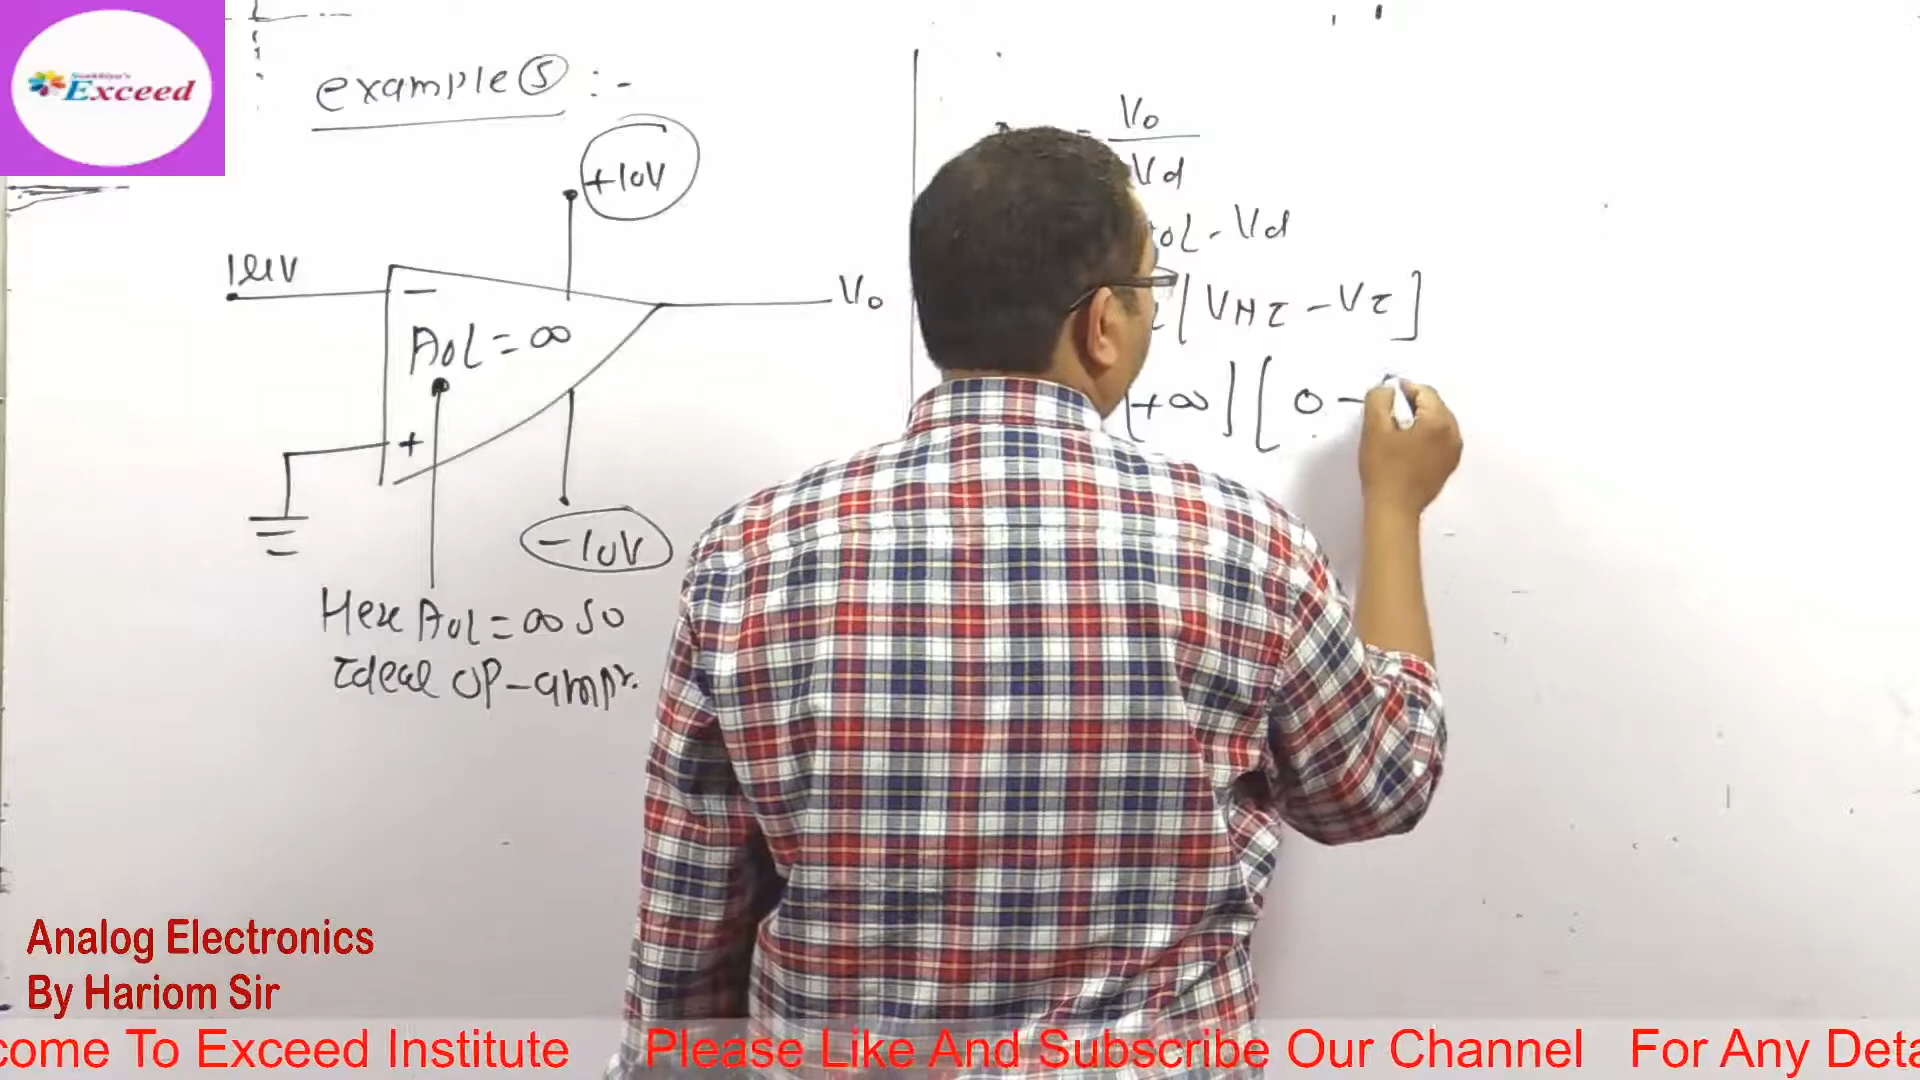 Exceed
example ⑤ :-
+10V
1μV
-
AOL = ∞
+
Vo
-10V
Here AOL = ∞ so
Ideal OP-amp.
= Vo
Vd
OL . Vd
[ VNI - VI ]
[+∞] [ 0 -
Analog Electronics
By Hariom Sir
come To Exceed Institute Please Like And Subscribe Our Channel For Any Deta